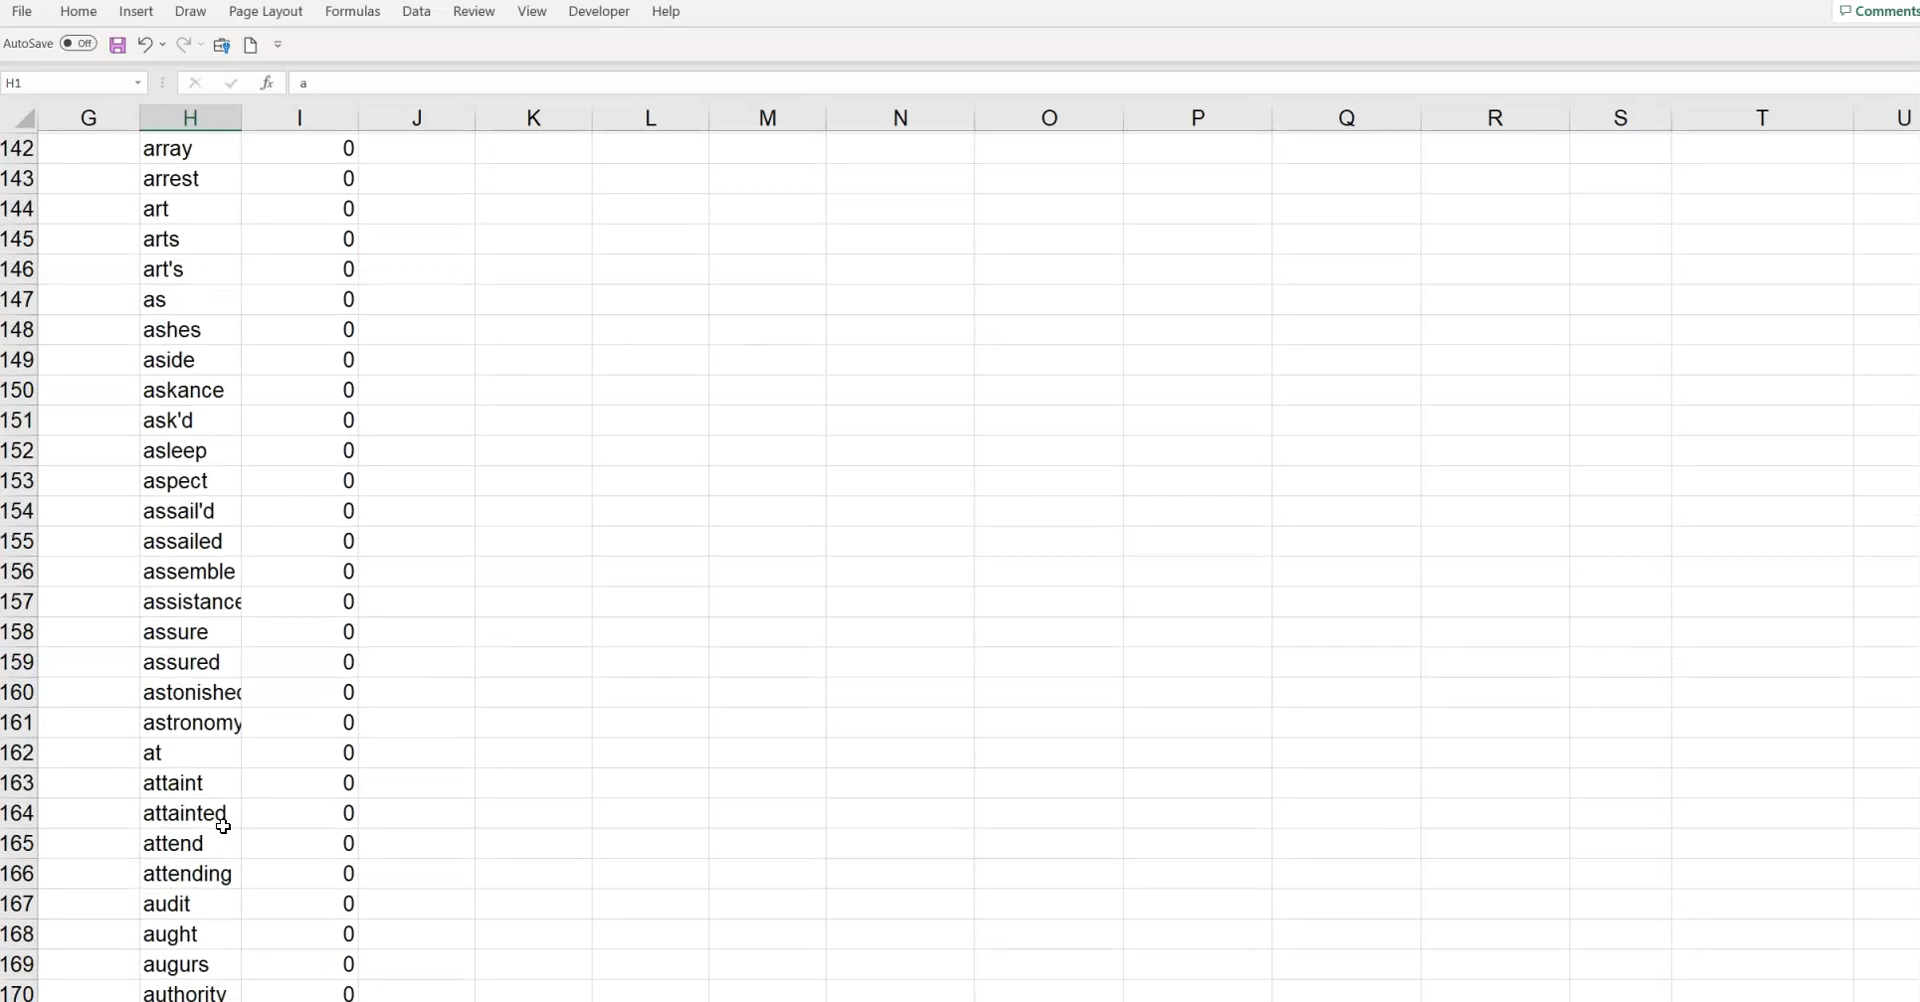 File Home Insert Draw Page Layout Formulas Data Review View Developer Help Comments
AutoSave Off
H1 fx a
G H I J K L M N O P Q R S T U
142 array 0
143 arrest 0
144 art 0
145 arts 0
146 art's 0
147 as 0
148 ashes 0
149 aside 0
150 askance 0
151 ask'd 0
152 asleep 0
153 aspect 0
154 assail'd 0
155 assailed 0
156 assemble 0
157 assistance 0
158 assure 0
159 assured 0
160 astonished 0
161 astronomy 0
162 at 0
163 attaint 0
164 attainted 0
165 attend 0
166 attending 0
167 audit 0
168 aught 0
169 augurs 0
170 authority 0